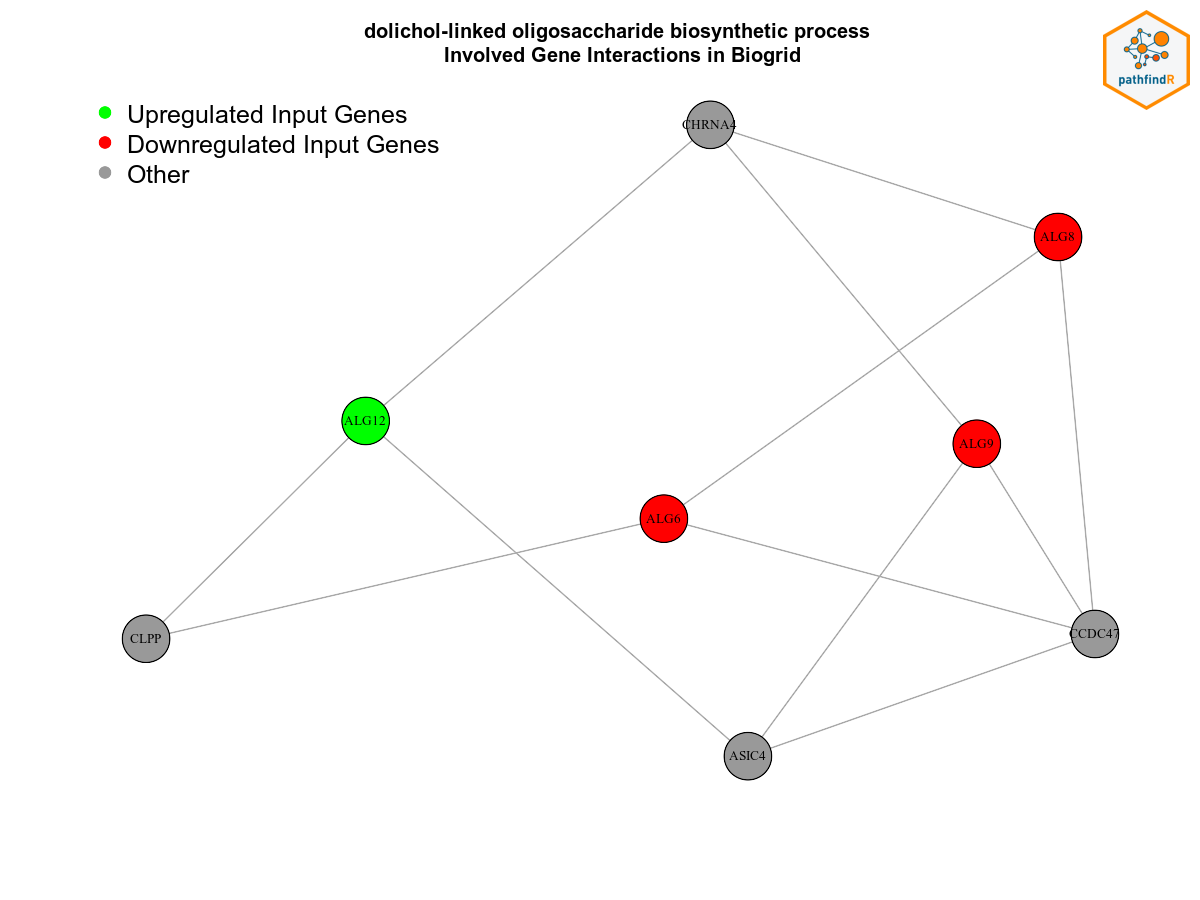 dolichol-linked oligosaccharide biosynthetic process
Involved Gene Interactions in Biogrid
pathfindR
Upregulated Input Genes
Downregulated Input Genes
Other
CHRNA4
ALG8
ALG12
ALG9
ALG6
CLPP
CCDC47
ASIC4